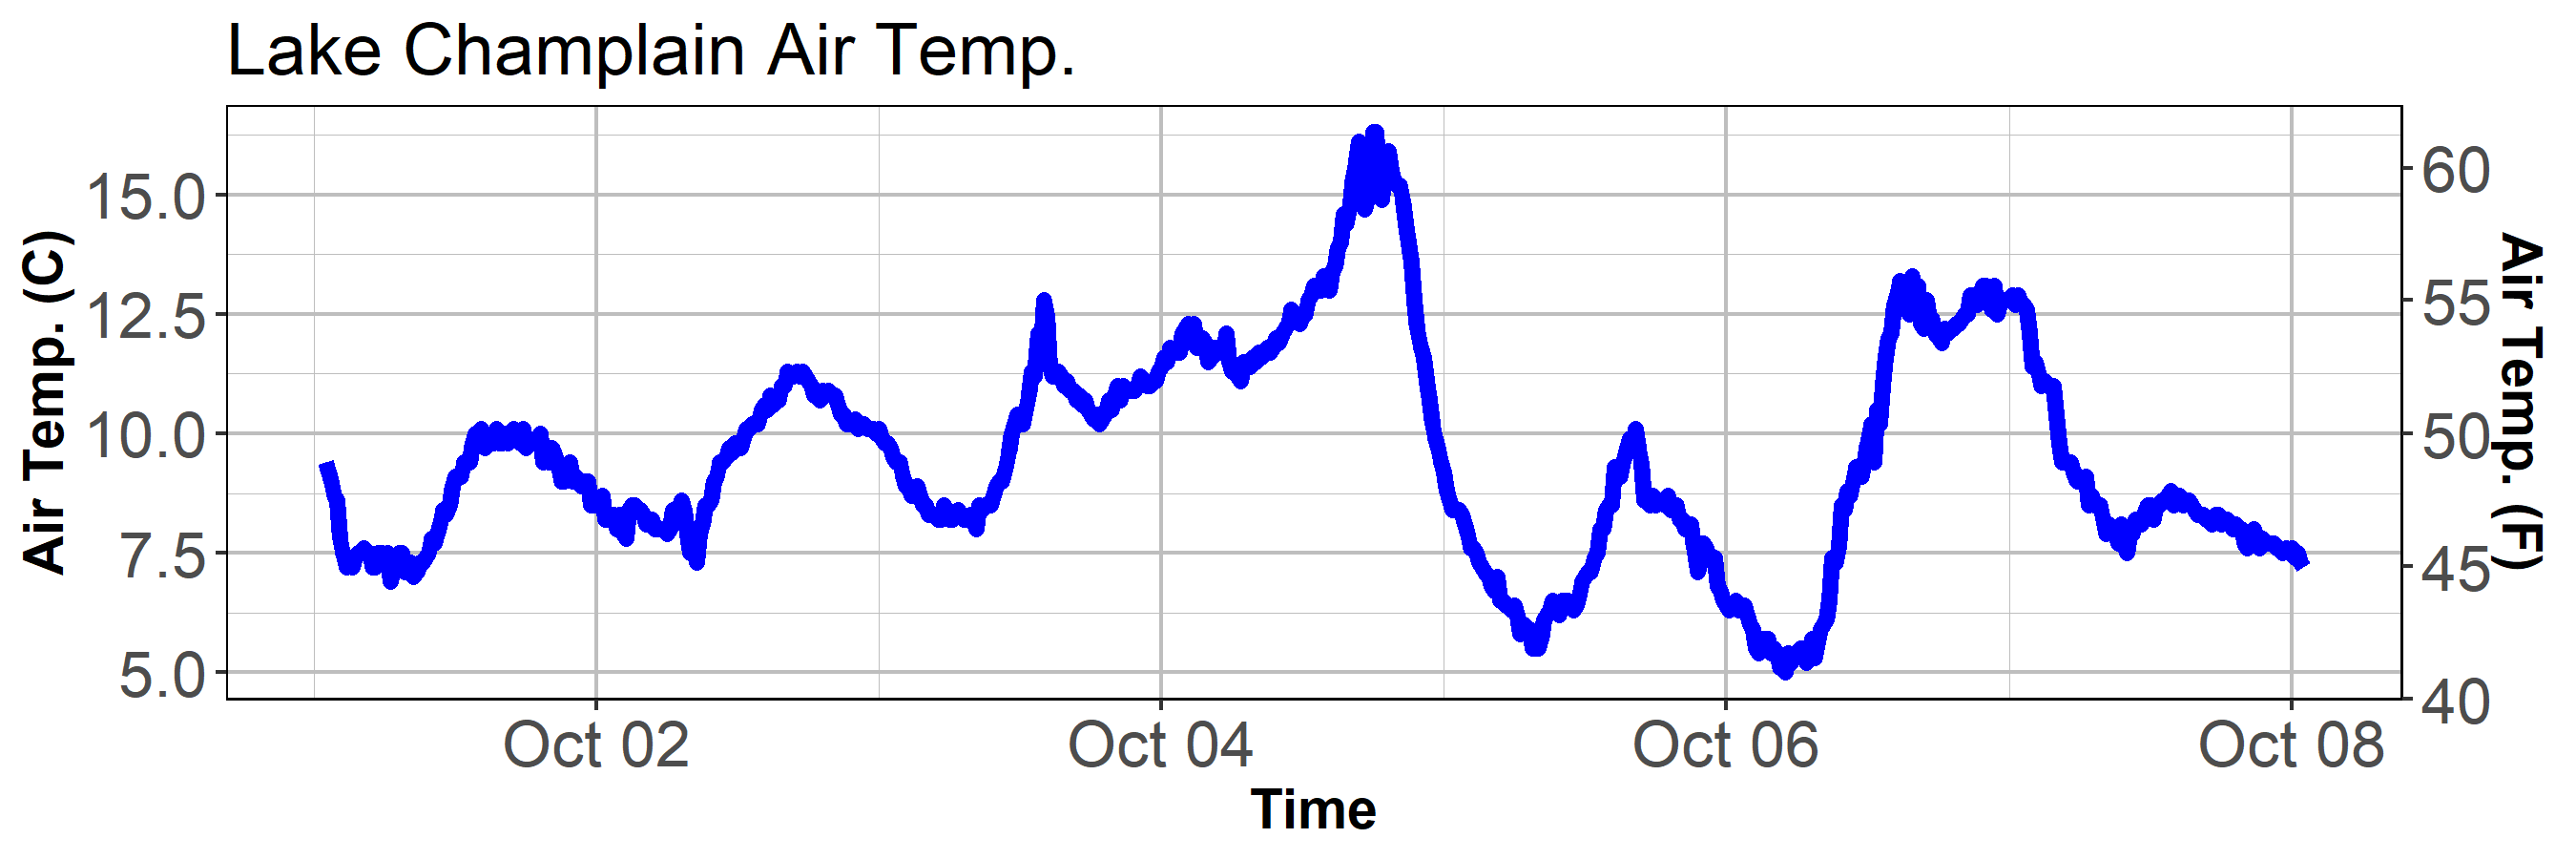 Lake Champlain Air Temp.
Air Temp. (C)
15.0
12.5
10.0
7.5
5.0
60
55
50
45
40
Air Temp. (F)
Oct 02 Oct 04 Oct 06 Oct 08
Time